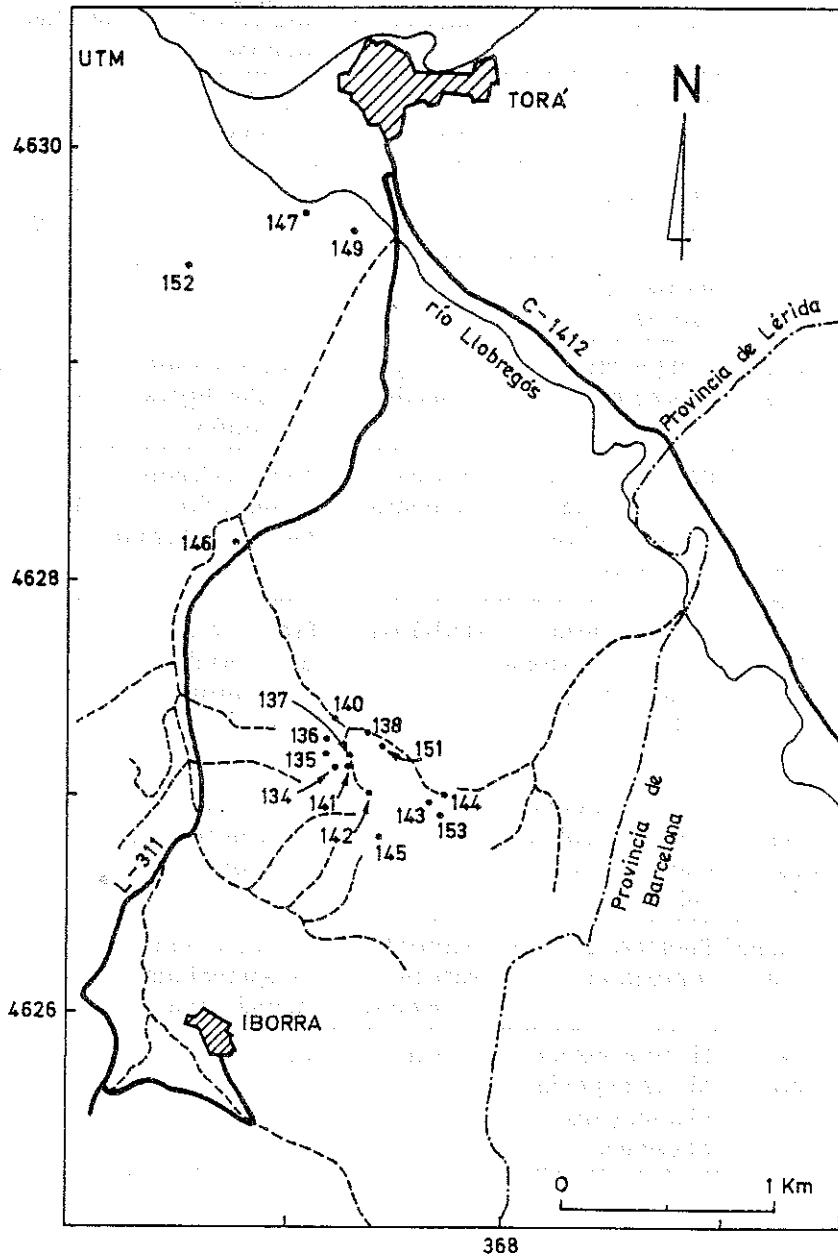 UTM
TORÁ
N
4630
147
149
152
C-1412
río Llobregós
Provincia de Lérida
146
4628
137
140
138
136
151
135
134
141
143
144
142
153
145
L-311
Provincia de
Barcelona
4626
IBORRA
0 1 Km
368